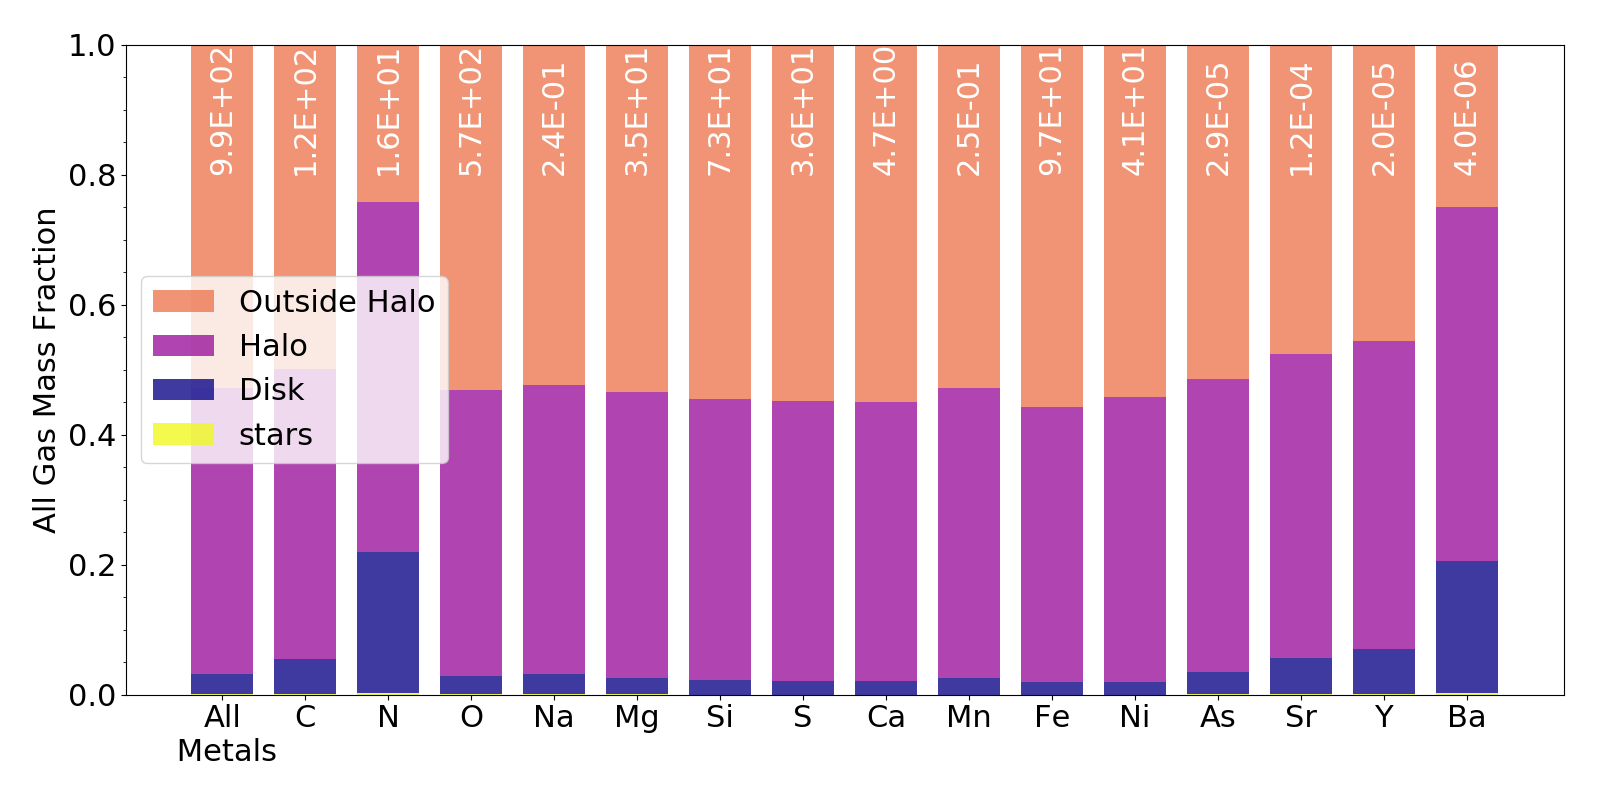 All Gas Mass Fraction
1.0
0.8
0.6
0.4
0.2
0.0
9.9E+02
1.2E+02
1.6E+01
5.7E+02
2.4E-01
3.5E+01
7.3E+01
3.6E+01
4.7E+00
2.5E-01
9.7E+01
4.1E+01
2.9E-05
1.2E-04
2.0E-05
4.0E-06
Outside Halo
Halo
Disk
stars
All Metals
C
N
O
Na
Mg
Si
S
Ca
Mn
Fe
Ni
As
Sr
Y
Ba